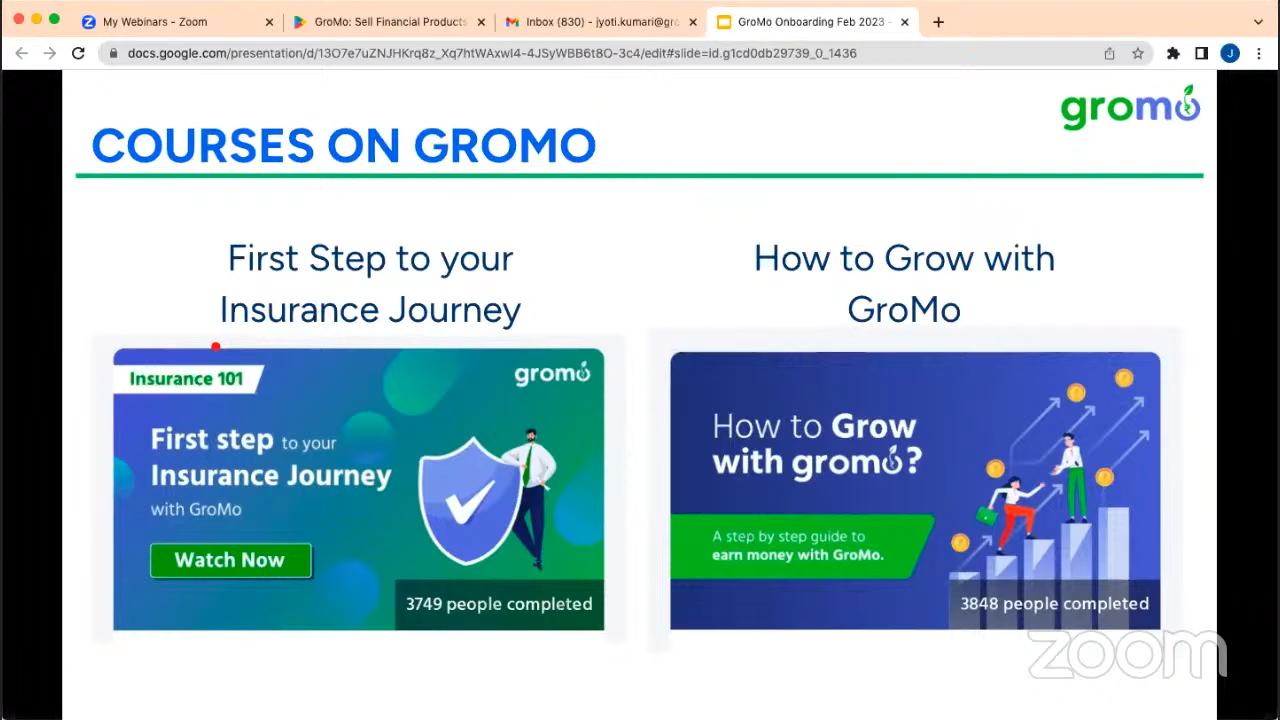 My Webinars - Zoom
GroMo: Sell Financial Products
Inbox (830) - jyoti.kumari@gro
GroMo Onboarding Feb 2023 -
docs.google.com/presentation/d/13O7e7uZNJHKrq8z_Xq7htWAxwI4-4JSyWBB6t8O-3c4/edit#slide=id.g1cd0db29739_0_1436
J
gromo
COURSES ON GROMO
First Step to your
Insurance Journey
How to Grow with
GroMo
Insurance 101
gromo
First step to your
Insurance Journey
with GroMo
Watch Now
3749 people completed
How to Grow
with gromo?
A step by step guide to
earn money with GroMo.
3848 people completed
zoom